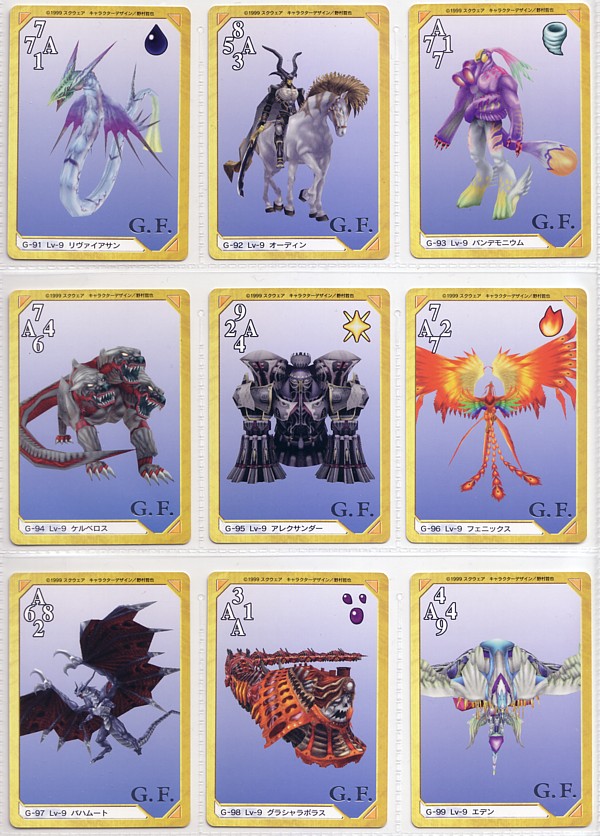 ©1999 スクウェア キャラクターデザイン/野村哲也
7
7 A
1
G.F.
G-91 Lv-9 リヴァイアサン
©1999 スクウェア キャラクターデザイン/野村哲也
8
5 A
3
G.F.
G-92 Lv-9 オーディン
©1999 スクウェア キャラクターデザイン/野村哲也
A
7 1
7
G.F.
G-93 Lv-9 パンデモニウム
©1999 スクウェア キャラクターデザイン/野村哲也
7
A 4
6
G.F.
G-94 Lv-9 ケルベロス
©1999 スクウェア キャラクターデザイン/野村哲也
9
2 A
4
G.F.
G-95 Lv-9 アレクサンダー
©1999 スクウェア キャラクターデザイン/野村哲也
7
A 2
7
G.F.
G-96 Lv-9 フェニックス
©1999 スクウェア キャラクターデザイン/野村哲也
A
6 8
2
G.F.
G-97 Lv-9 バハムート
©1999 スクウェア キャラクターデザイン/野村哲也
3
A 1
A
G.F.
G-98 Lv-9 グラシャラボラス
©1999 スクウェア キャラクターデザイン/野村哲也
4
A 4
9
G.F.
G-99 Lv-9 エデン